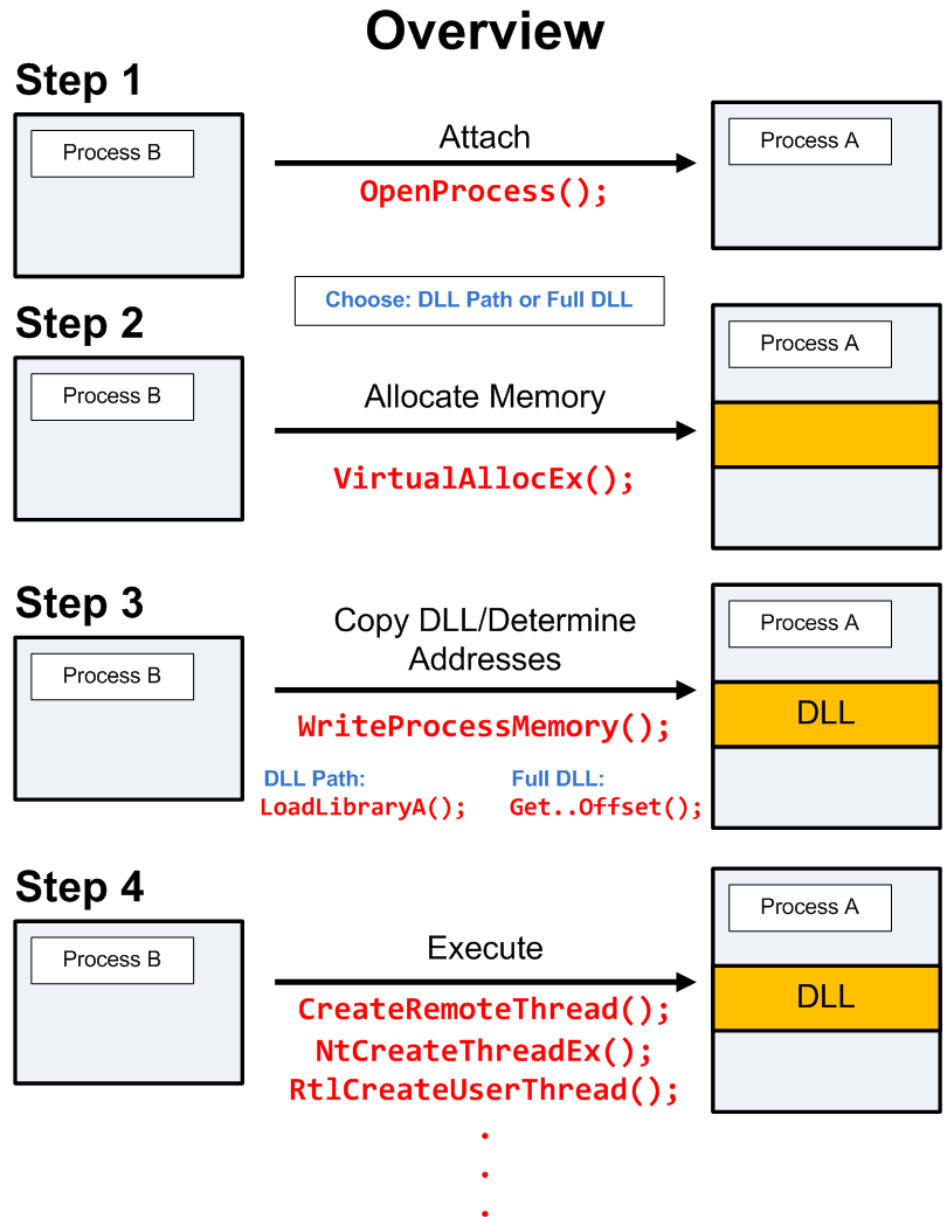 Overview
Step 1
Process B
Attach
OpenProcess();
Process A
Choose: DLL Path or Full DLL
Step 2
Process B
Allocate Memory
VirtualAllocEx();
Process A
Step 3
Process B
Copy DLL/Determine
Addresses
WriteProcessMemory();
DLL Path:
LoadLibraryA();
Full DLL:
Get..Offset();
Process A
DLL
Step 4
Process B
Execute
CreateRemoteThread();
NtCreateThreadEx();
RtlCreateUserThread();
.
.
.
Process A
DLL